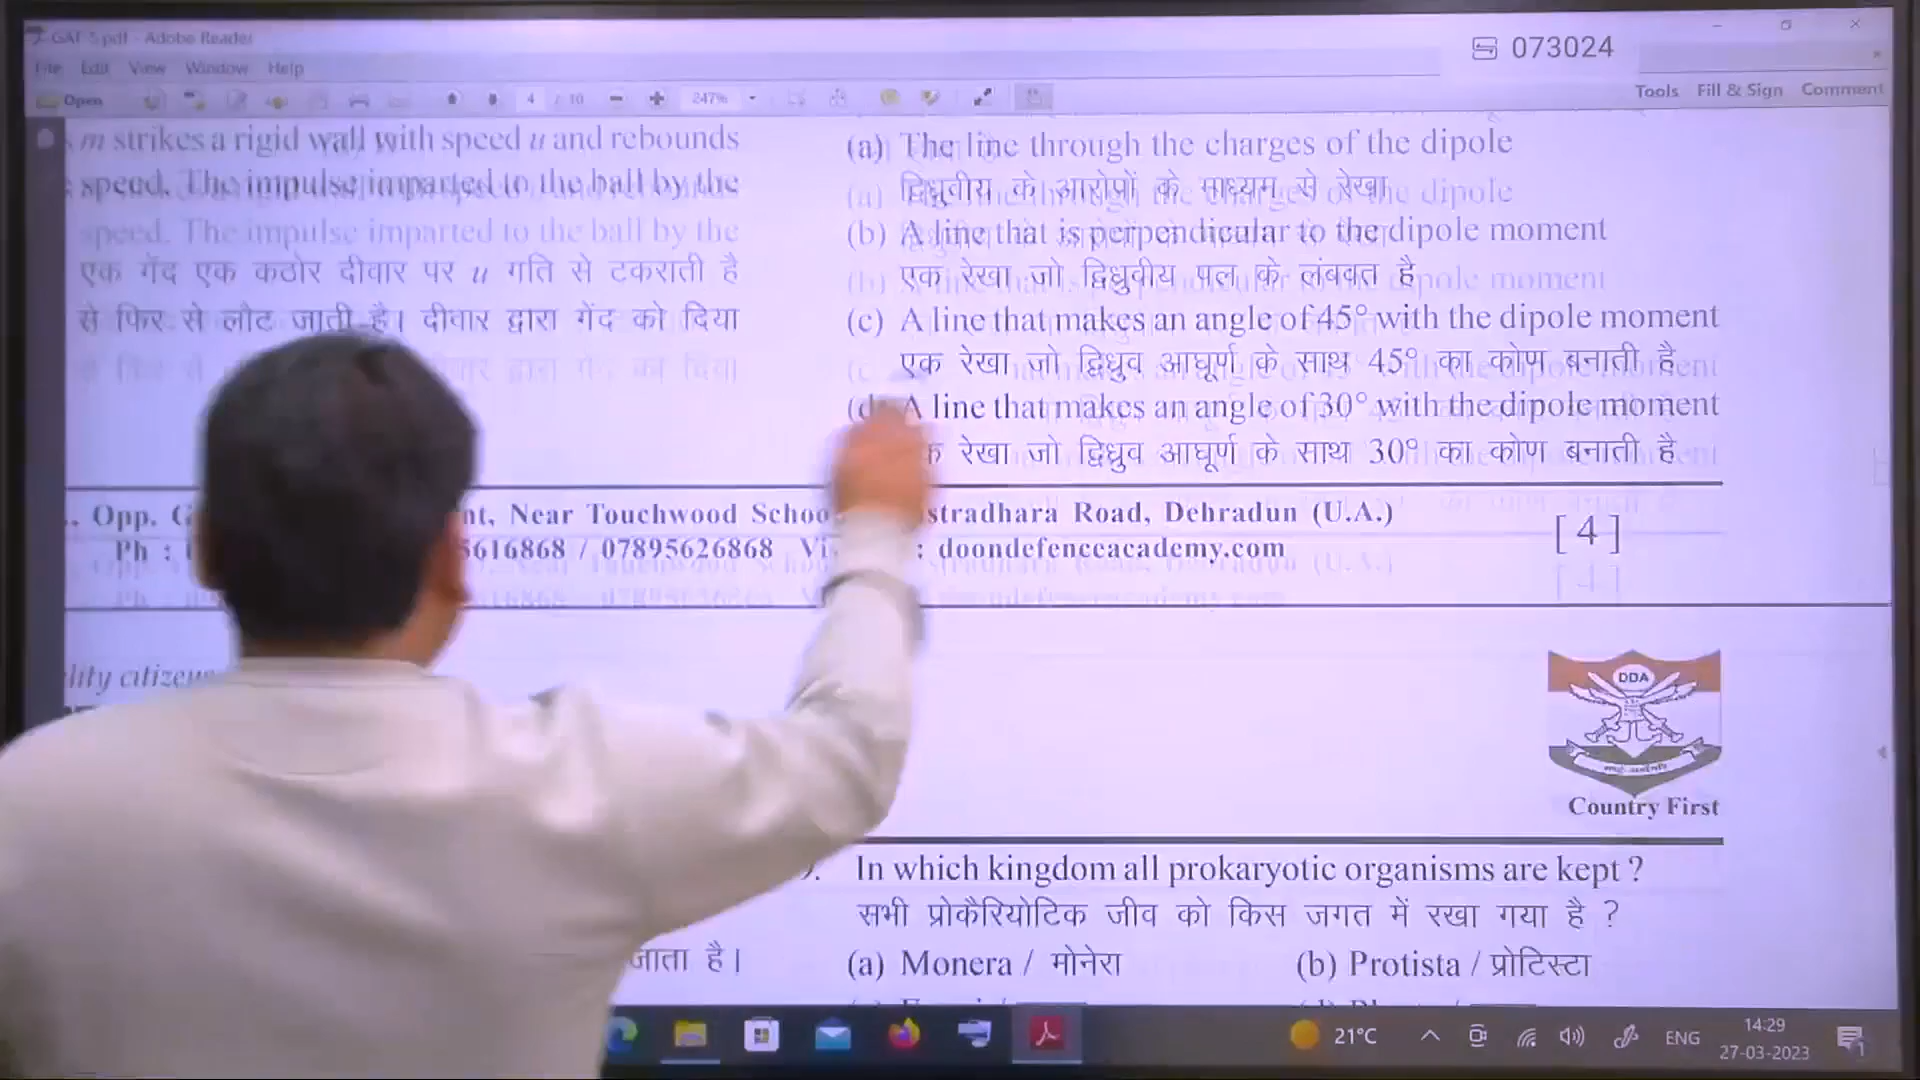 GAT 5.pdf - Adobe Reader
File Edit View Window Help
073024
Open
4 / 10
247%
Tools Fill & Sign Comment
m strikes a rigid wall with speed u and rebounds
speed. The impulse imparted to the ball by the
एक गेंद एक कठोर दीवार पर u गति से टकराती है
से फिर से लौट जाती है। दीवार द्वारा गेंद को दिया
(a) The line through the charges of the dipole
द्विध्रुवीय के आरोपों के माध्यम से रेखा
(b) A line that is perpendicular to the dipole moment
एक रेखा जो द्विध्रुवीय पल के लंबवत है
(c) A line that makes an angle of 45° with the dipole moment
एक रेखा जो द्विध्रुव आघूर्ण के साथ 45° का कोण बनाती है
(d) A line that makes an angle of 30° with the dipole moment
रेखा जो द्विध्रुव आघूर्ण के साथ 30° का कोण बनाती है
Opp. Near Touchwood School Road, Dehradun (U.A.)
Ph : 5616868 / 07895626868 : doondefenceacademy.com
[ 4 ]
lity
DDA
Country First
In which kingdom all prokaryotic organisms are kept ?
सभी प्रोकैरियोटिक जीव को किस जगत में रखा गया है ?
जाता है।
(a) Monera / मोनेरा (b) Protista / प्रोटिस्टा
21°C
ENG
14:29
27-03-2023
1